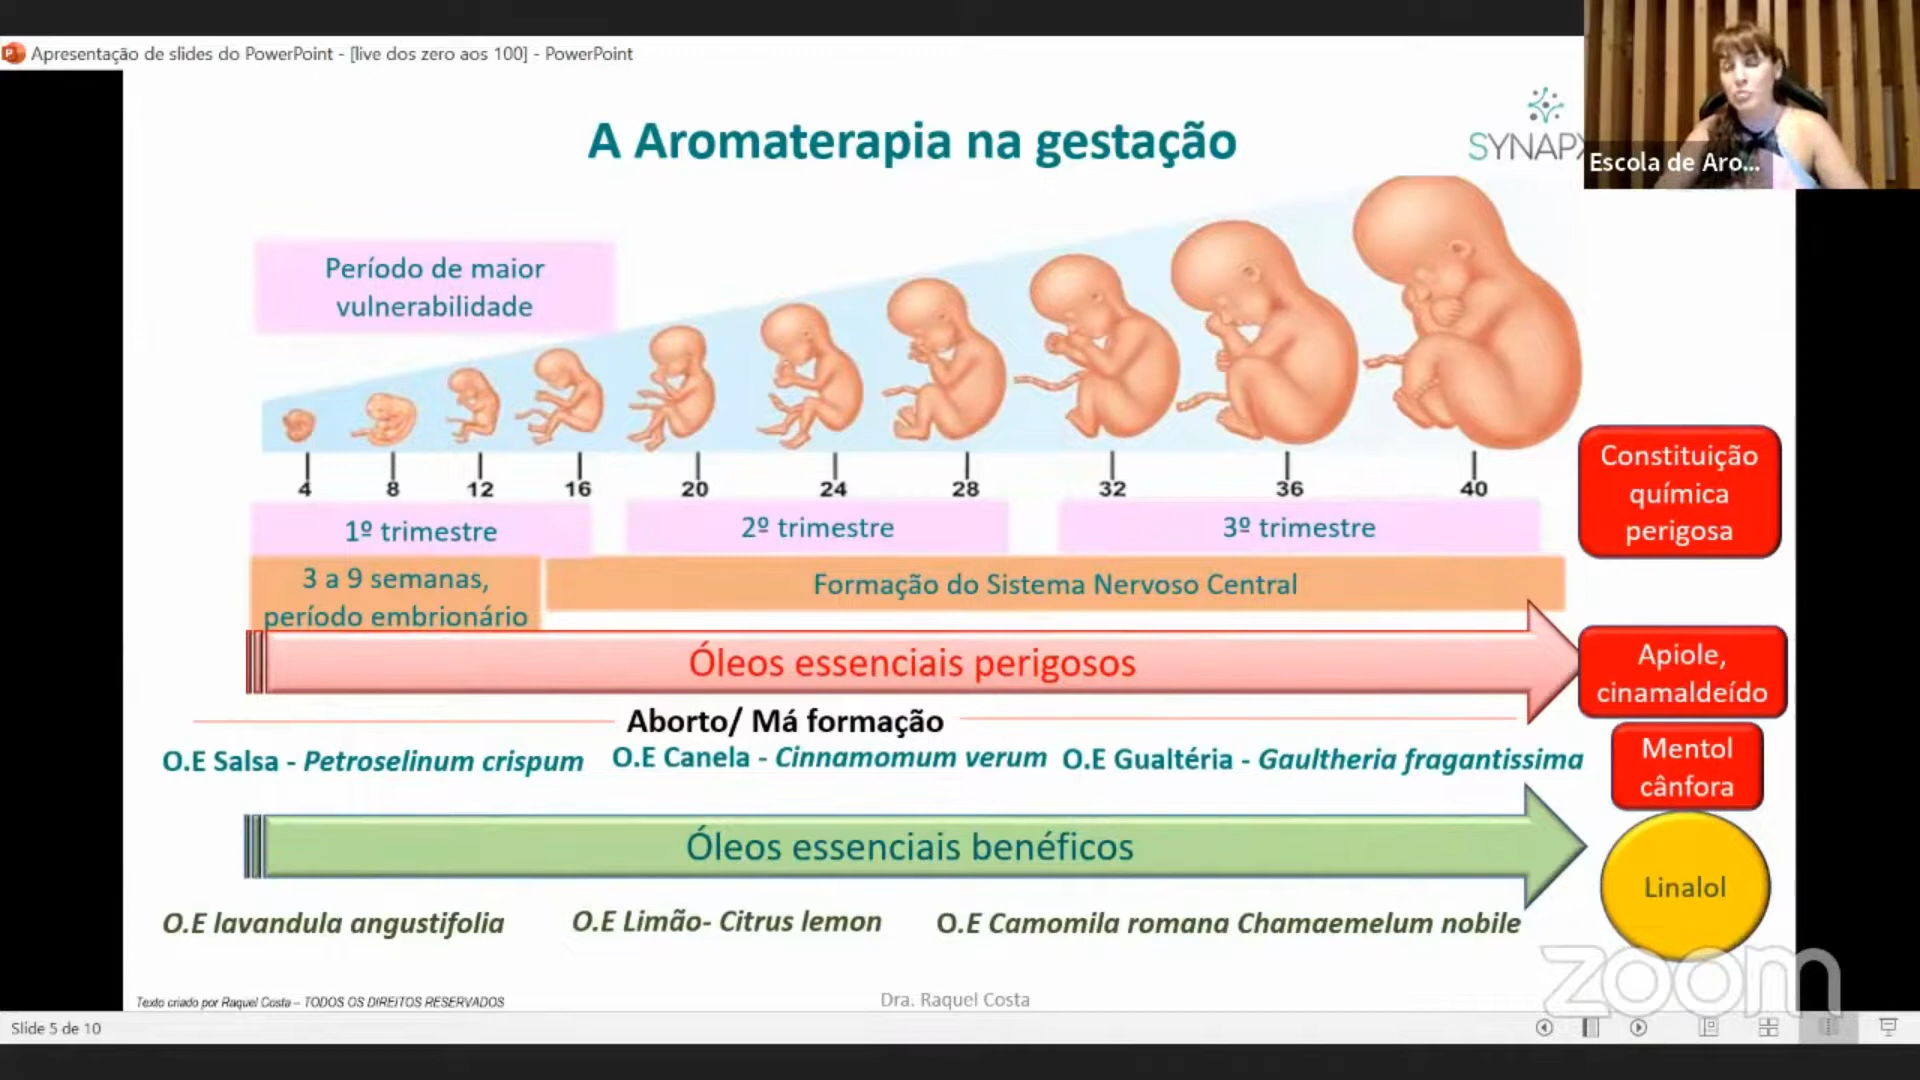 Apresentação de slides do PowerPoint - [live dos zero aos 100] - PowerPoint
A Aromaterapia na gestação
SYNAP
Escola de Aro...
Período de maior
vulnerabilidade
4 8 12 16 20 24 28 32 36 40
1º trimestre
2º trimestre
3º trimestre
Constituição
química
perigosa
3 a 9 semanas,
período embrionário
Formação do Sistema Nervoso Central
Óleos essenciais perigosos
Apiole,
cinamaldeído
Aborto/ Má formação
O.E Salsa - Petroselinum crispum
O.E Canela - Cinnamomum verum
O.E Gualtéria - Gaultheria fragantissima
Mentol
cânfora
Óleos essenciais benéficos
Linalol
O.E lavandula angustifolia
O.E Limão- Citrus lemon
O.E Camomila romana Chamaemelum nobile
zoom
Texto criado por Raquel Costa – TODOS OS DIREITOS RESERVADOS
Dra. Raquel Costa
Slide 5 de 10